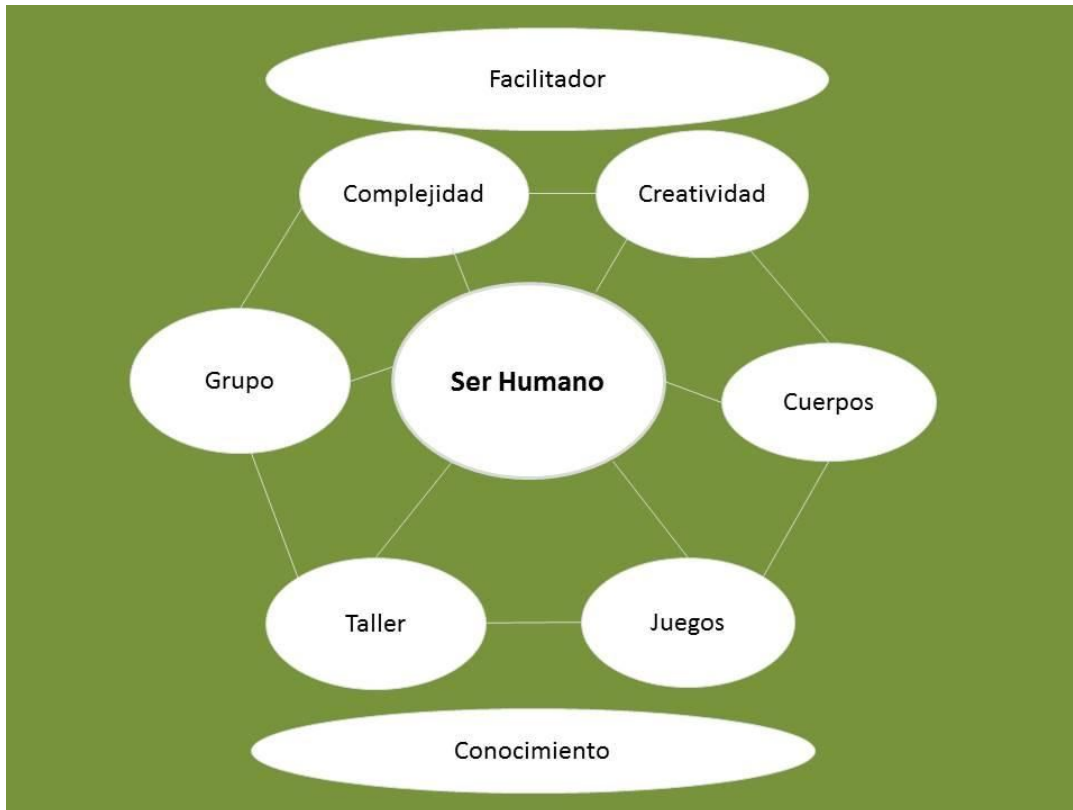 Facilitador
Complejidad
Creatividad
Grupo
Ser Humano
Cuerpos
Taller
Juegos
Conocimiento